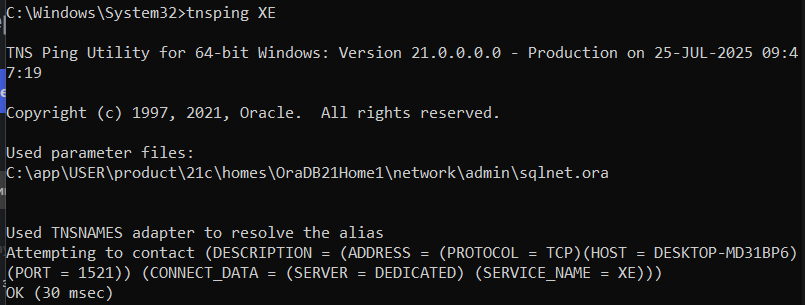 C:\Windows\System32>tnsping XE
TNS Ping Utility for 64-bit Windows: Version 21.0.0.0.0 - Production on 25-JUL-2025 09:4
7:19
Copyright (c) 1997, 2021, Oracle.  All rights reserved.
Used parameter files:
C:\app\USER\product\21c\homes\OraDB21Home1\network\admin\sqlnet.ora
Used TNSNAMES adapter to resolve the alias
Attempting to contact (DESCRIPTION = (ADDRESS = (PROTOCOL = TCP)(HOST = DESKTOP-MD31BP6)
(PORT = 1521)) (CONNECT_DATA = (SERVER = DEDICATED) (SERVICE_NAME = XE)))
OK (30 msec)